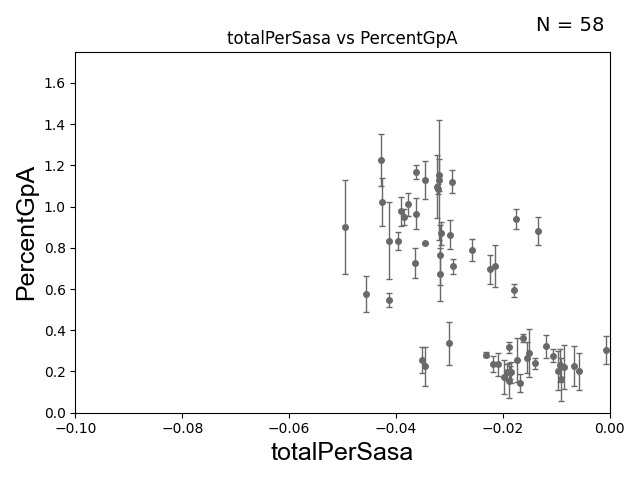 N = 58
totalPerSasa vs PercentGpA
PercentGpA
1.6
1.4
1.2
1.0
0.8
0.6
0.4
0.2
0.0
−0.10 −0.08 −0.06 −0.04 −0.02 0.00
totalPerSasa